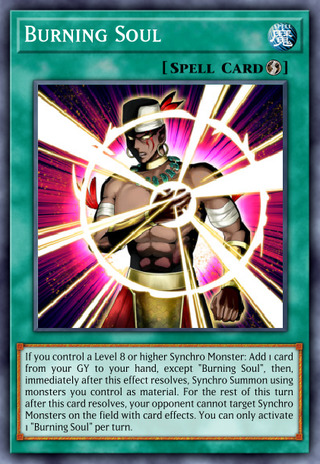 Burning Soul
[Spell Card]
If you control a Level 8 or higher Synchro Monster: Add 1 card
from your GY to your hand, except "Burning Soul", then,
immediately after this effect resolves, Synchro Summon using
monsters you control as material. For the rest of this turn
after this card resolved, your opponent cannot target Synchro
Monsters on the field with card effects. You can only activate
1 "Burning Soul" per turn.